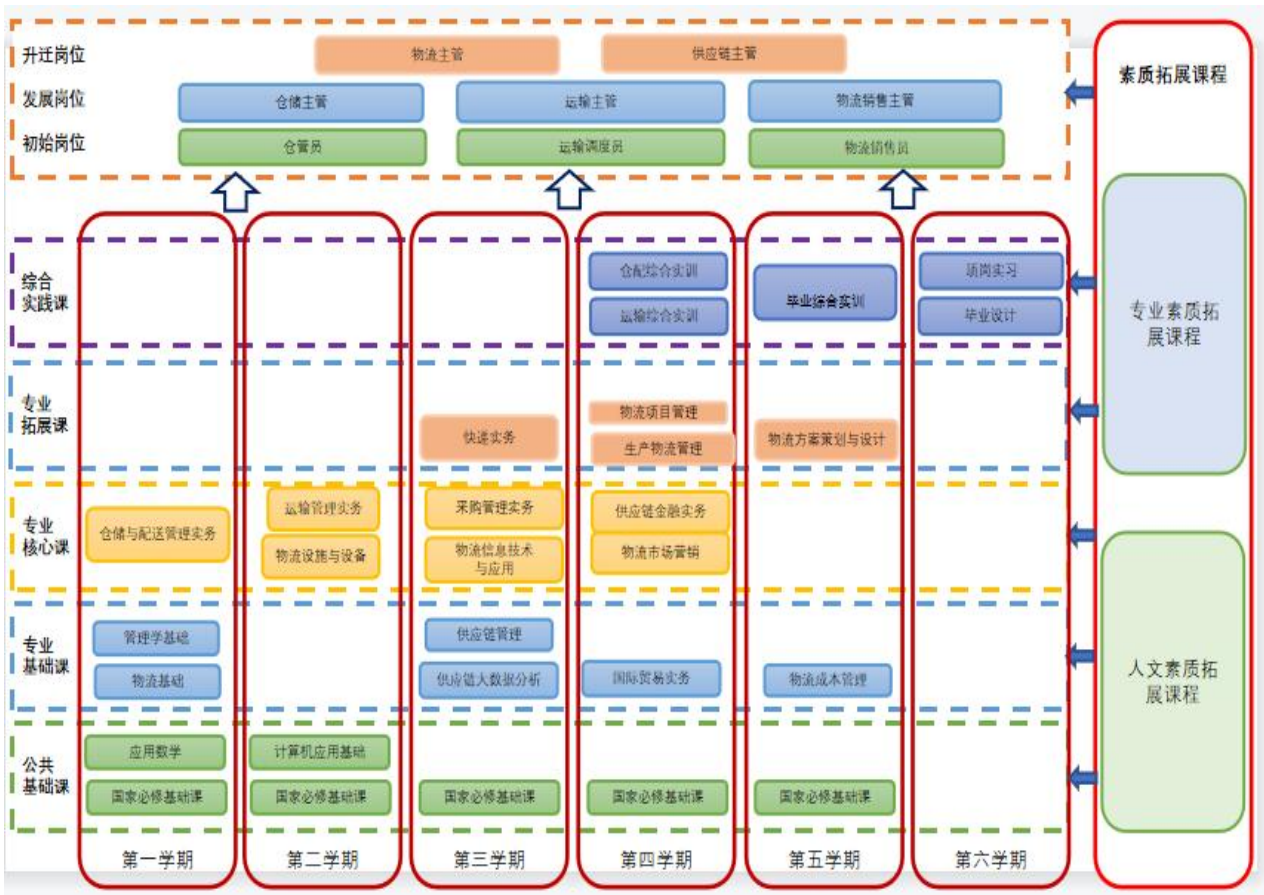 升迁岗位
物流主管
供应链主管
素质拓展课程
发展岗位
仓储主管
运输主管
物流销售主管
初始岗位
仓管员
运输调度员
物流销售员
综合
实践课
仓配综合实训
运输综合实训
毕业综合实训
顶岗实习
毕业设计
专业素质拓
展课程
专业
拓展课
快递实务
物流项目管理
生产物流管理
物流方案策划与设计
专业
核心课
仓储与配送管理实务
运输管理实务
物流设施与设备
采购管理实务
物流信息技术
与应用
供应链金融实务
物流市场营销
专业
基础课
管理学基础
物流基础
供应链管理
供应链大数据分析
国际贸易实务
物流成本管理
人文素质拓
展课程
公共
基础课
应用数学
国家必修基础课
计算机应用基础
国家必修基础课
国家必修基础课
国家必修基础课
国家必修基础课
第一学期
第二学期
第三学期
第四学期
第五学期
第六学期